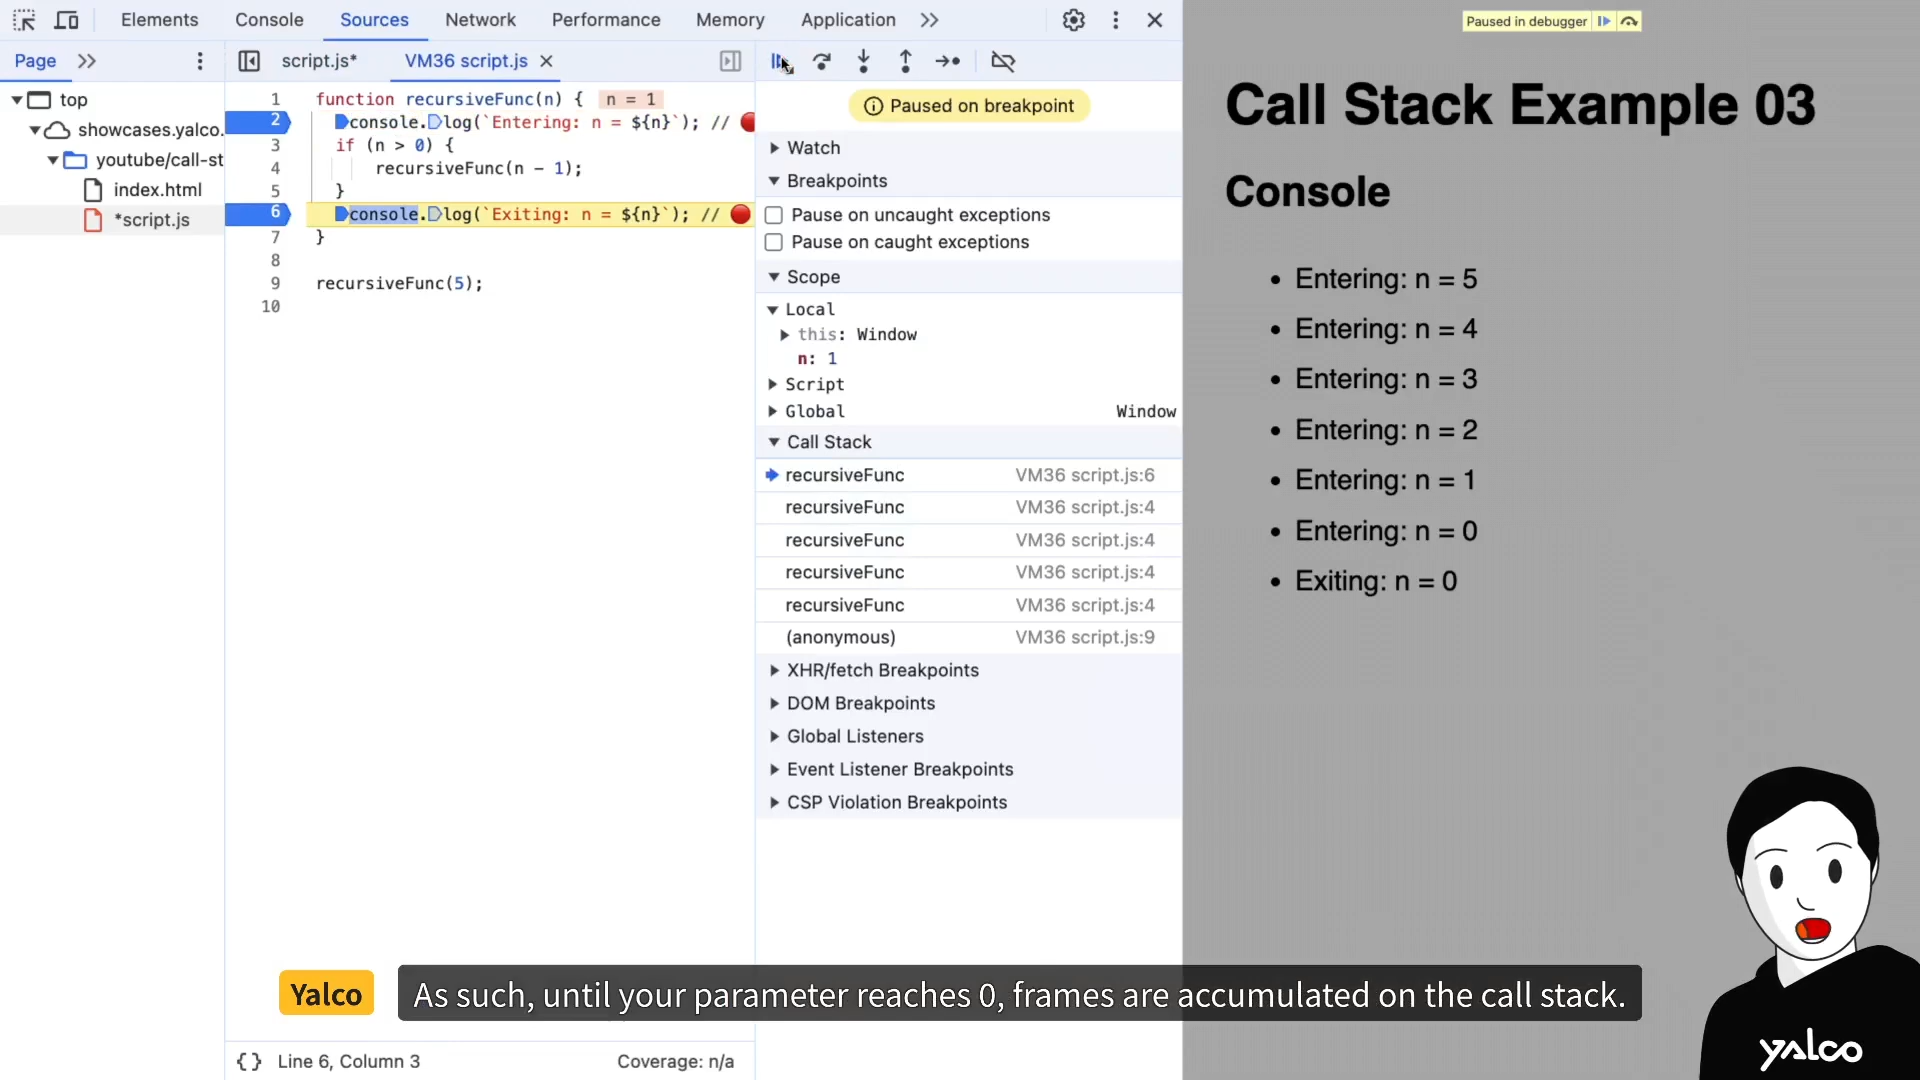 Elements Console Sources Network Performance Memory Application
Page
top
showcases.yalco.
youtube/call-st
index.html
*script.js
script.js* VM36 script.js
1 function recursiveFunc(n) { n = 1
2 console.log(`Entering: n = ${n}`); //
3 if (n > 0) {
4 recursiveFunc(n - 1);
5 }
6 console.log(`Exiting: n = ${n}`); //
7 }
8
9 recursiveFunc(5);
10
{ } Line 6, Column 3 Coverage: n/a
Paused on breakpoint
Watch
Breakpoints
Pause on uncaught exceptions
Pause on caught exceptions
Scope
Local
this: Window
n: 1
Script
Global Window
Call Stack
recursiveFunc VM36 script.js:6
recursiveFunc VM36 script.js:4
recursiveFunc VM36 script.js:4
recursiveFunc VM36 script.js:4
recursiveFunc VM36 script.js:4
(anonymous) VM36 script.js:9
XHR/fetch Breakpoints
DOM Breakpoints
Global Listeners
Event Listener Breakpoints
CSP Violation Breakpoints
Paused in debugger
Call Stack Example 03
Console
• Entering: n = 5
• Entering: n = 4
• Entering: n = 3
• Entering: n = 2
• Entering: n = 1
• Entering: n = 0
• Exiting: n = 0
Yalco As such, until your parameter reaches 0, frames are accumulated on the call stack.
yalco